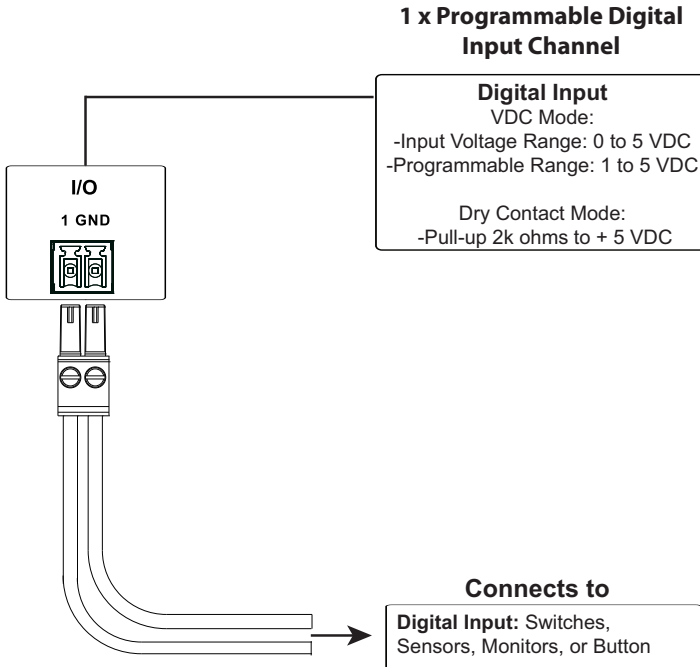 1 x Programmable Digital
Input Channel
Digital Input
VDC Mode:
-Input Voltage Range: 0 to 5 VDC
-Programmable Range: 1 to 5 VDC
Dry Contact Mode:
-Pull-up 2k ohms to + 5 VDC
I/O
1 GND
Connects to
Digital Input: Switches,
Sensors, Monitors, or Button